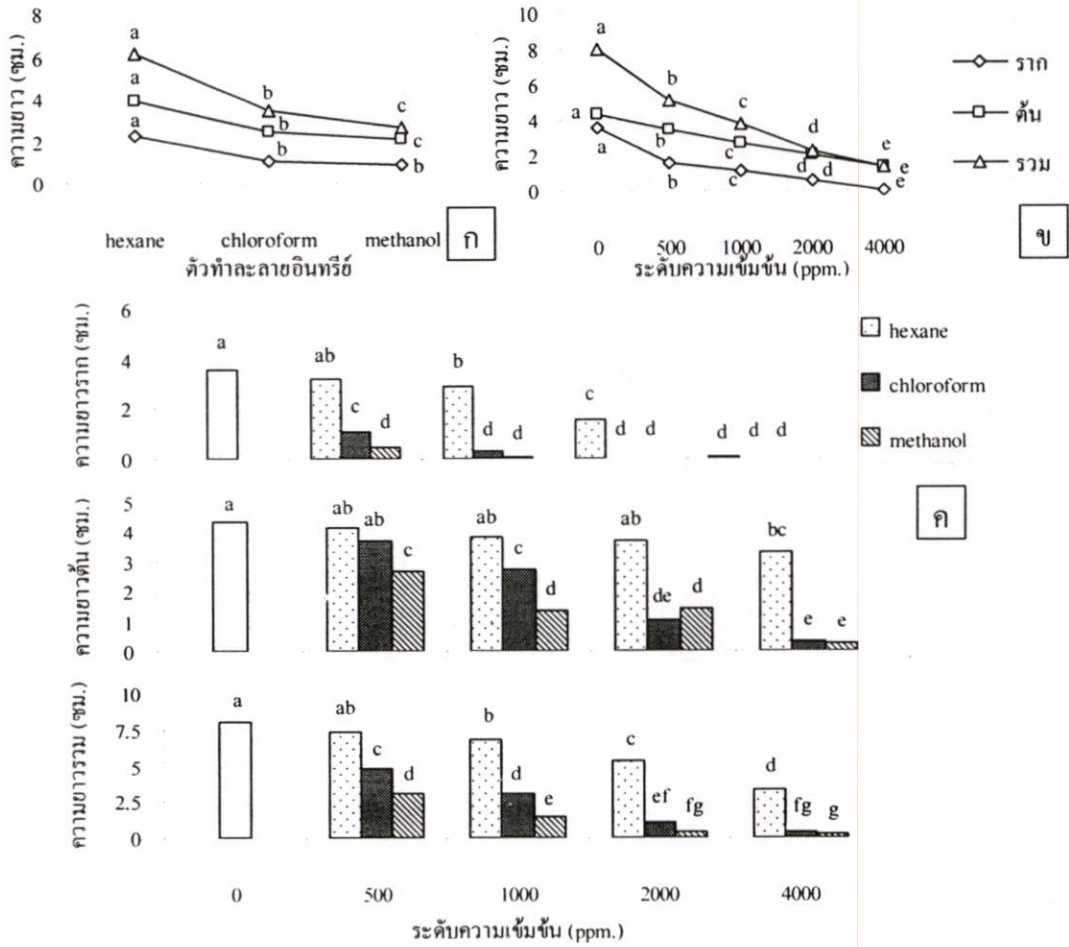 8
6
4
2
0
ความยาว (ซม.)
a
a
a
b
b
b
c
c
b
hexane chloroform methanol
ตัวทำละลายอินทรีย์
ก
10
8
6
4
2
0
ความยาว (ซม.)
a
a
a
b
b
b
c
c
c
d
d d
e
e
e
0 500 1000 2000 4000
ระดับความเข้มข้น (ppm.)
ราก
ต้น
รวม
ข
6
4
2
0
ความยาวราก (ซม.)
a ab c d b d d c d d d d d
hexane
chloroform
methanol
ค
5
4
3
2
1
0
ความยาวต้น (ซม.)
a ab ab c ab c d ab de d bc e e
10
7.5
5
2.5
0
ความยาวรวม (ซม.)
a ab c d b d e c ef fg d fg g
0 500 1000 2000 4000
ระดับความเข้มข้น (ppm.)